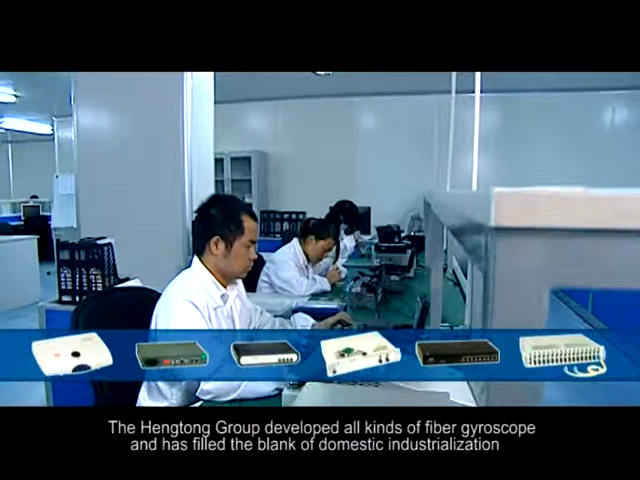 The Hengtong Group developed all kinds of fiber gyroscope
and has filled the blank of domestic industrialization